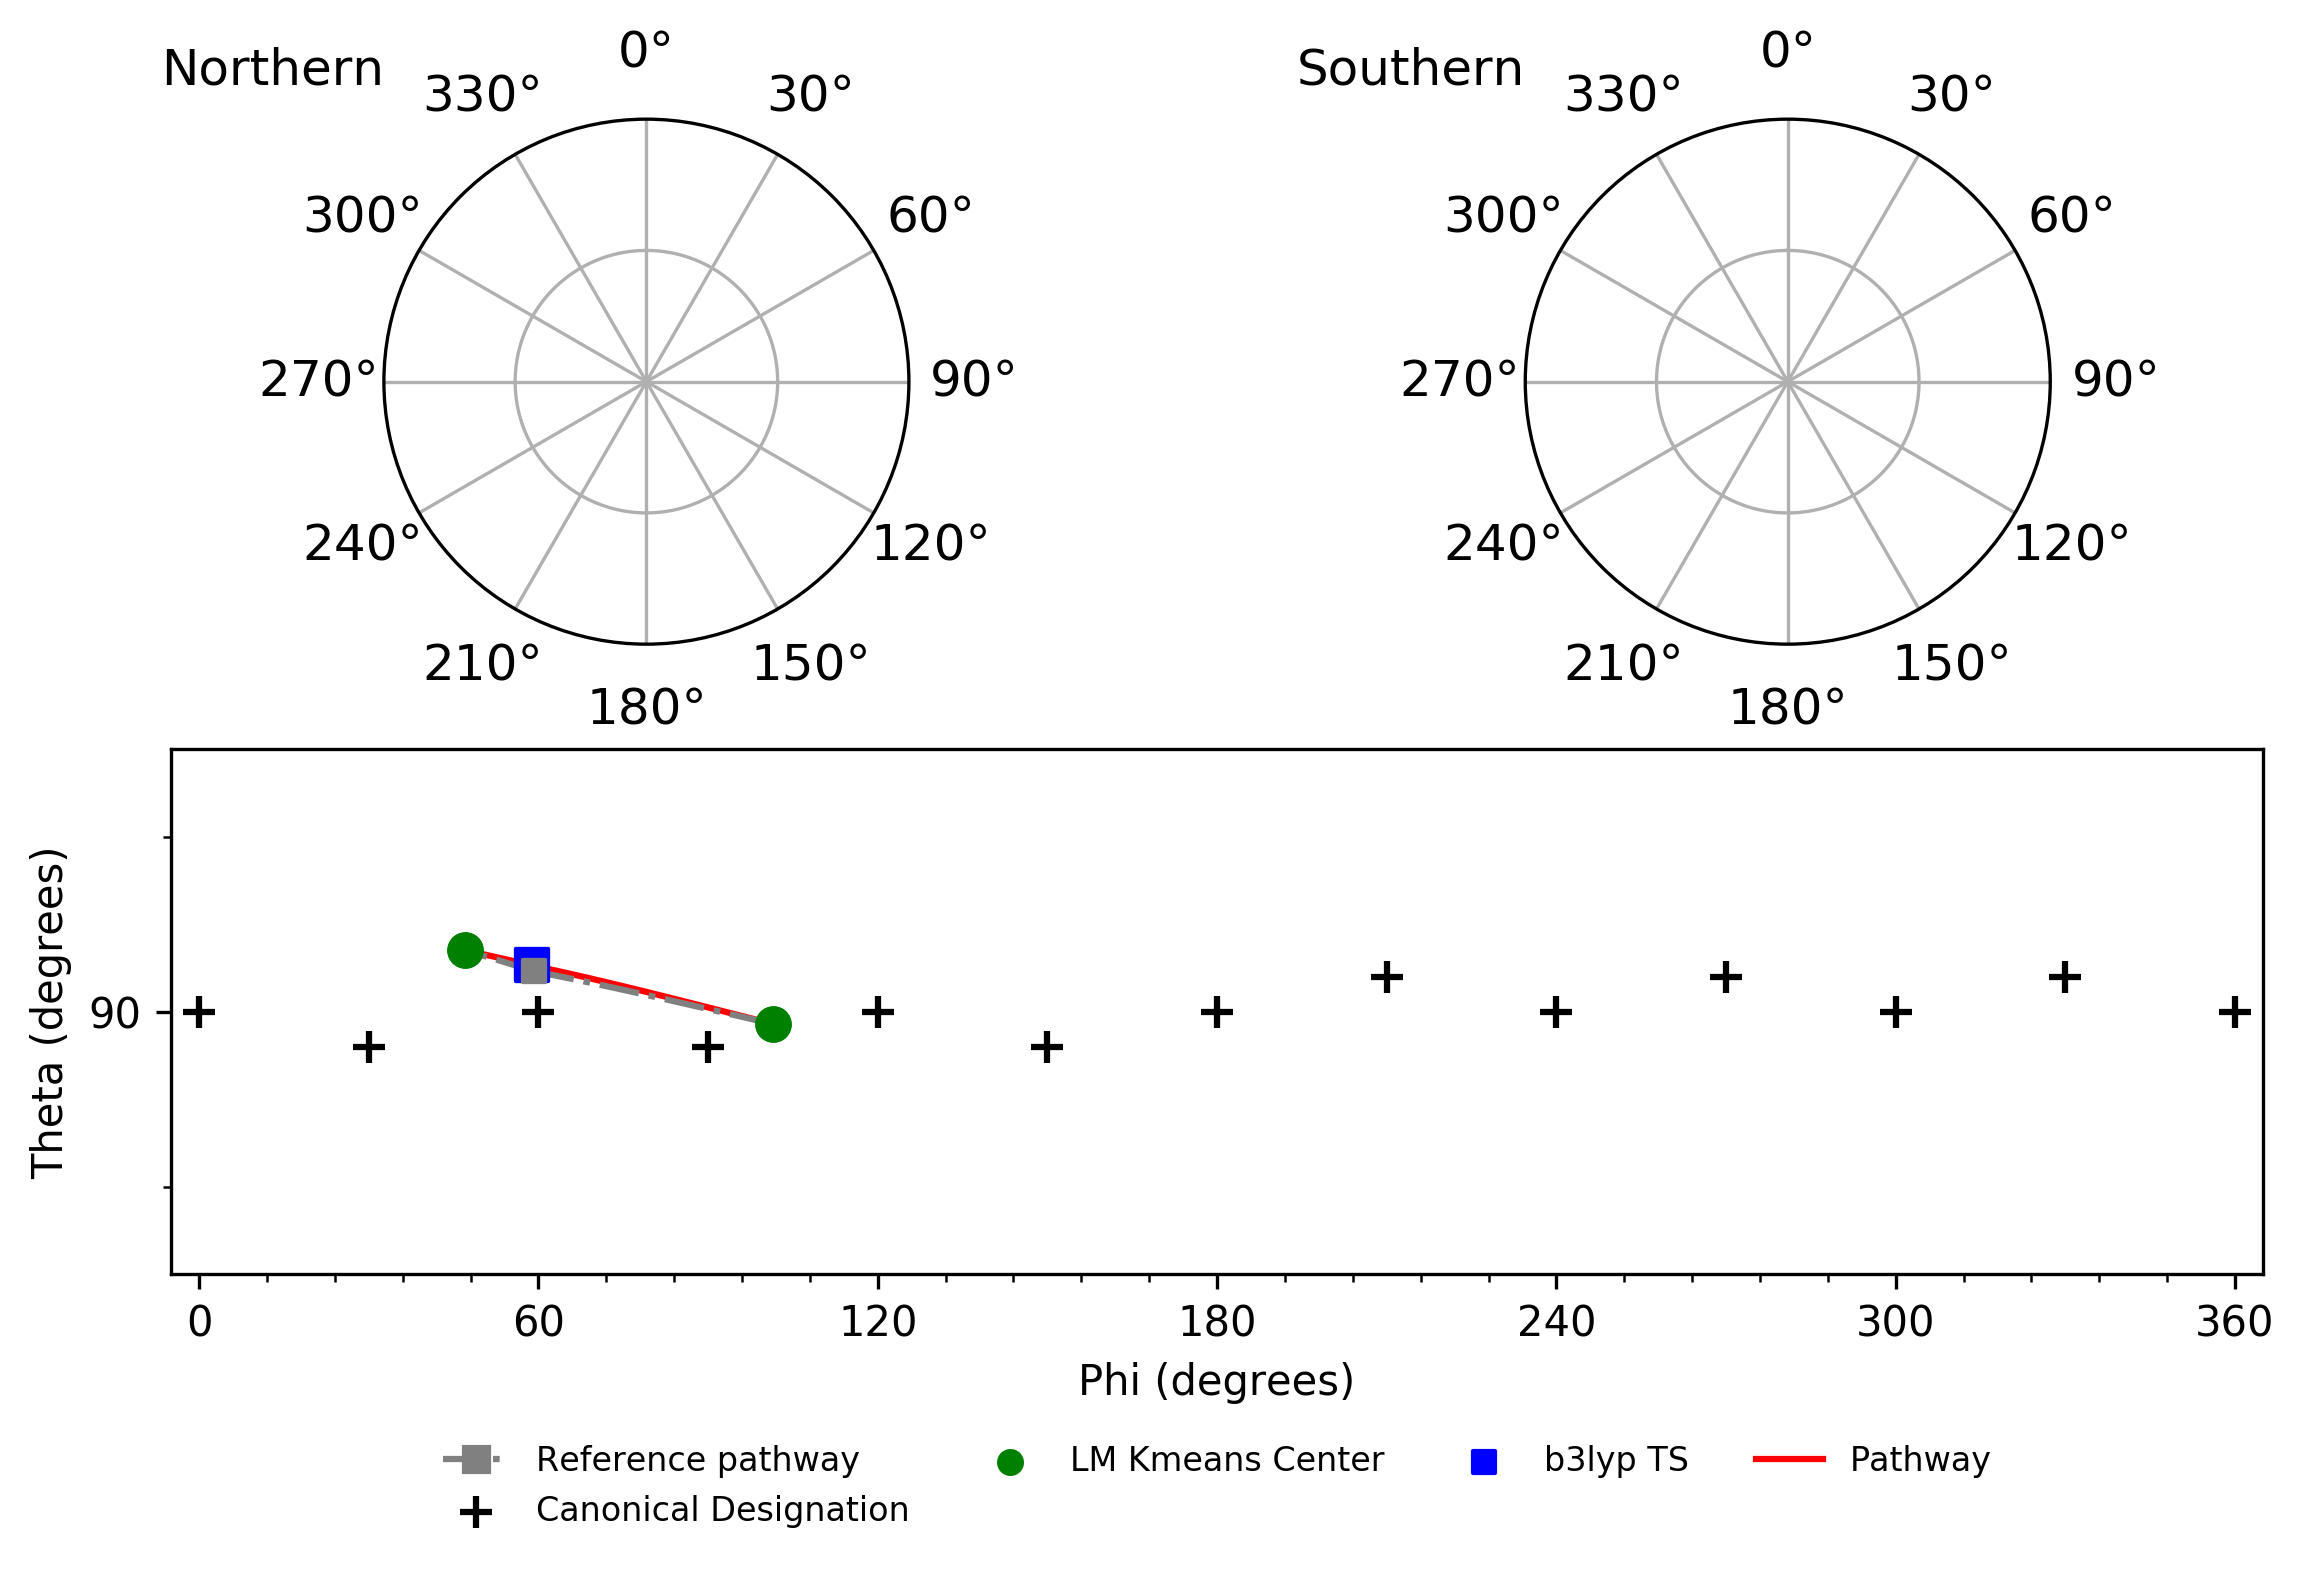 Northern
0°
30°
60°
90°
120°
150°
180°
210°
240°
270°
300°
330°
Southern
0°
30°
60°
90°
120°
150°
180°
210°
240°
270°
300°
330°
Theta (degrees)
90
0 60 120 180 240 300 360
Phi (degrees)
Reference pathway
Canonical Designation
LM Kmeans Center
b3lyp TS
Pathway